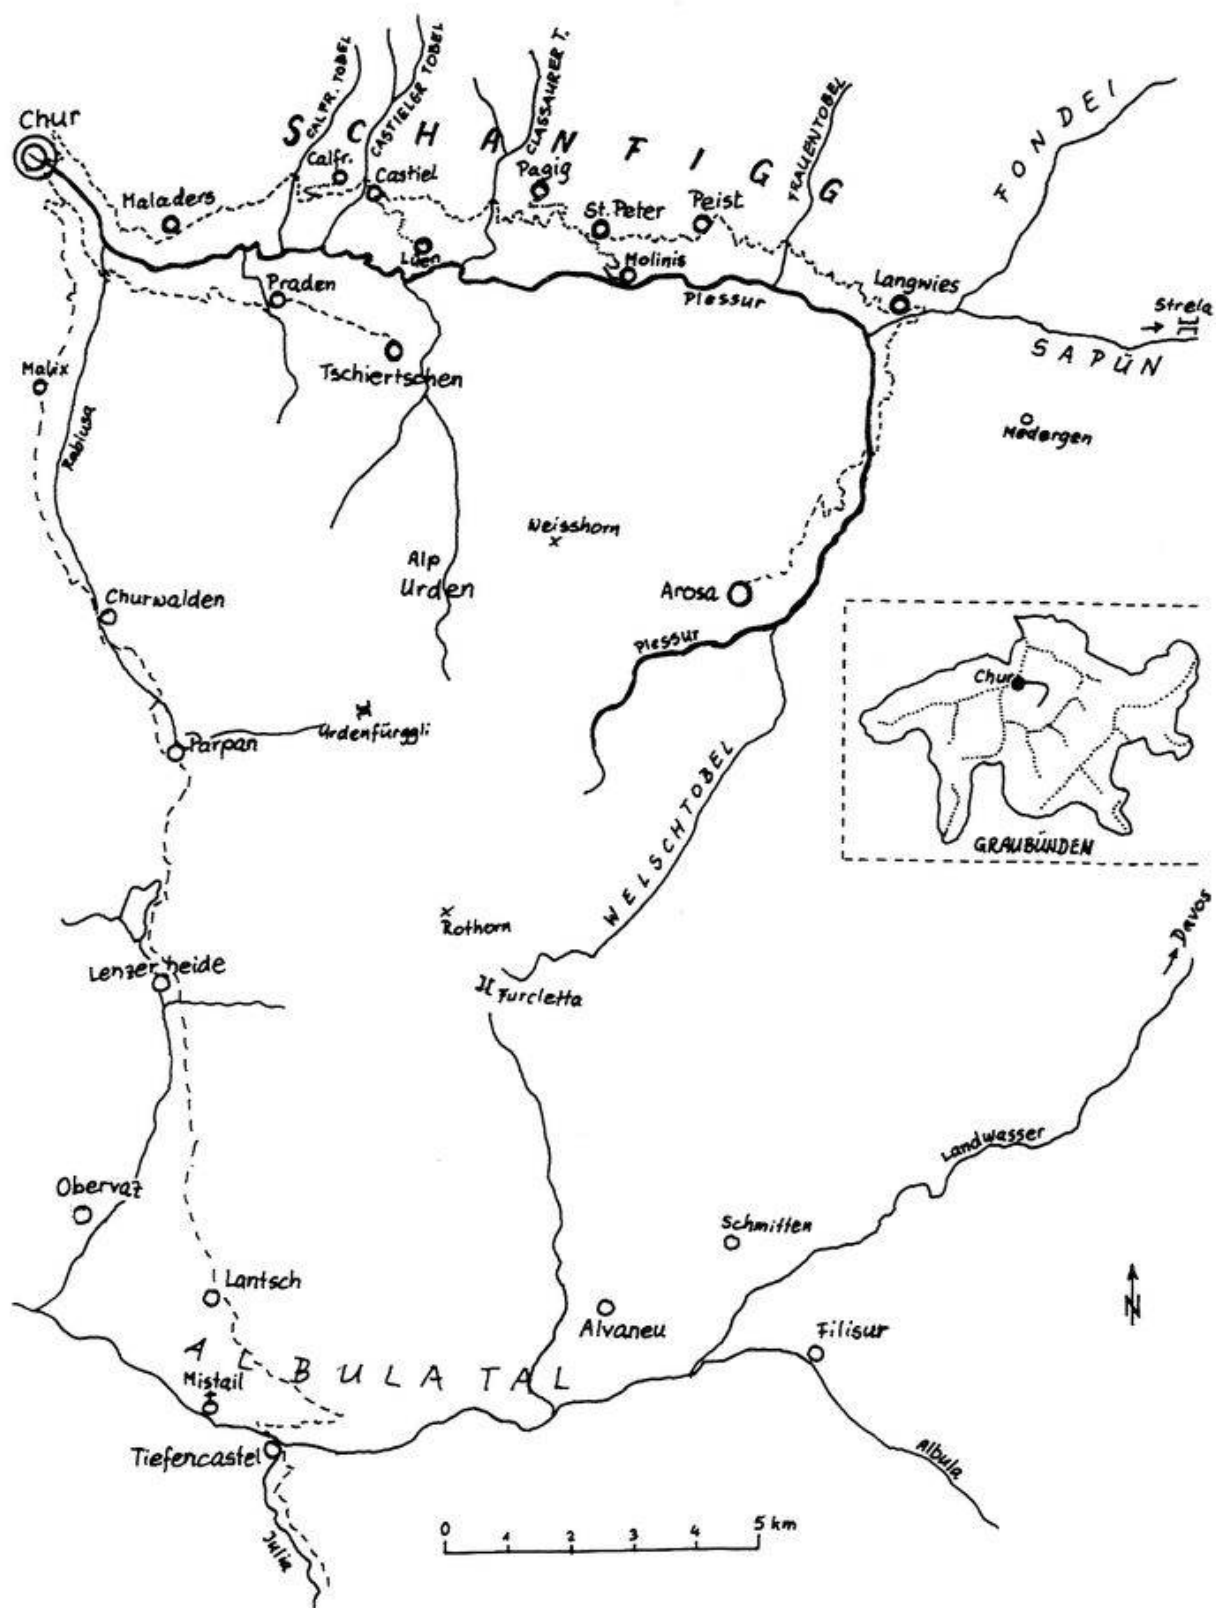 Chur
SCHANFIGG
CALFR. TOBEL
CASTIELER TOBEL
CLASSAURER T.
TRAUENTOBEL
FONDEI
Maladers
Calfr.
Castiel
Pagig
St. Peter
Peist
Lüen
Molinis
Praden
Plessur
Langwies
Strela
SAPÜN
Malix
Tschiertschen
Medergen
Rabiusa
Weisshorn
Alp
Urden
Arosa
Churwalden
Plessur
Chur
GRAUBÜNDEN
Parpan
Urdenfürggli
WELSCHTOBEL
Rothorn
Furcletta
Davos
Lenzerheide
Landwasser
Obervaz
Schmitten
Lantsch
Alvaneu
Filisur
N
ALBULATAL
Mistail
Tiefencastel
Albula
Julia
0 1 2 3 4 5 km